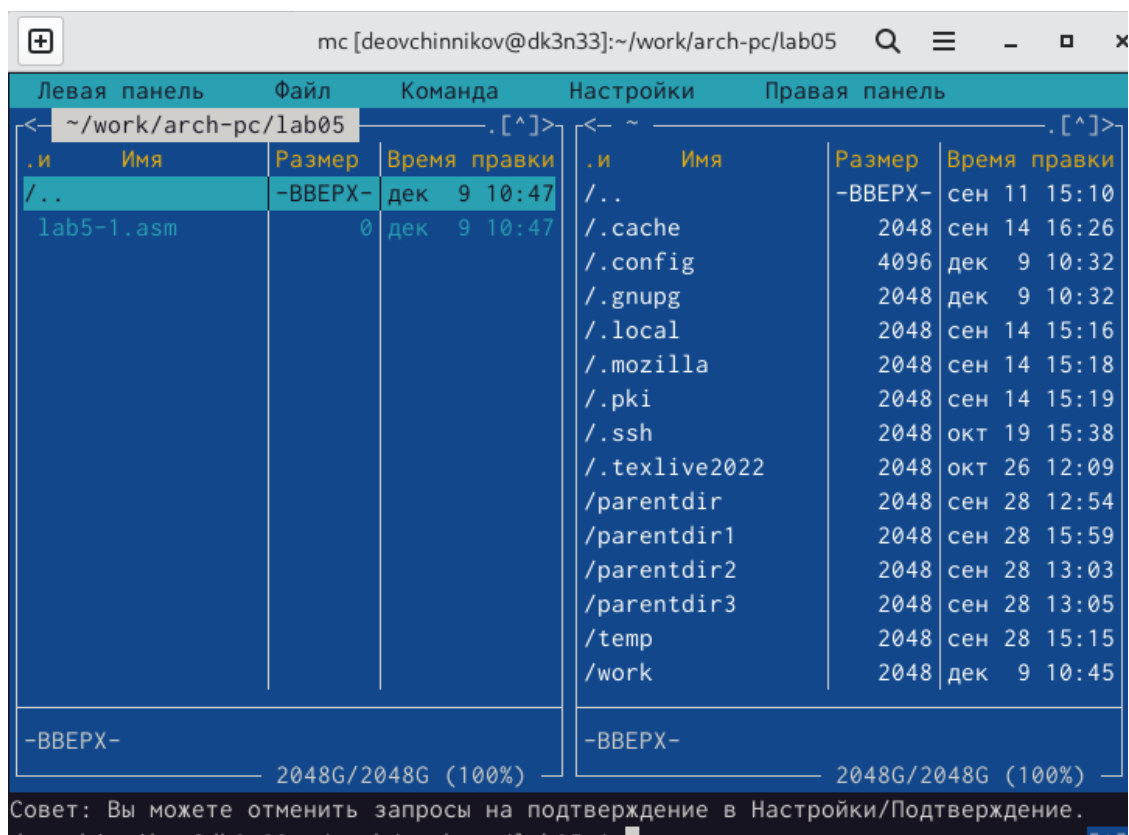 mc [deovchinnikov@dk3n33]:~/work/arch-pc/lab05
Левая панель Файл Команда Настройки Правая панель
<– ~/work/arch-pc/lab05 .[^]> <– ~ .[^]>
.и Имя Размер Время правки .и Имя Размер Время правки
/.. –ВВЕРХ– дек 9 10:47 /.. –ВВЕРХ– сен 11 15:10
lab5-1.asm 0 дек 9 10:47 /.cache 2048 сен 14 16:26
/.config 4096 дек 9 10:32
/.gnupg 2048 дек 9 10:32
/.local 2048 сен 14 15:16
/.mozilla 2048 сен 14 15:18
/.pki 2048 сен 14 15:19
/.ssh 2048 окт 19 15:38
/.texlive2022 2048 окт 26 12:09
/parentdir 2048 сен 28 12:54
/parentdir1 2048 сен 28 15:59
/parentdir2 2048 сен 28 13:03
/parentdir3 2048 сен 28 13:05
/temp 2048 сен 28 15:15
/work 2048 дек 9 10:45
–ВВЕРХ– –ВВЕРХ–
2048G/2048G (100%) 2048G/2048G (100%)
Совет: Вы можете отменить запросы на подтверждение в Настройки/Подтверждение.